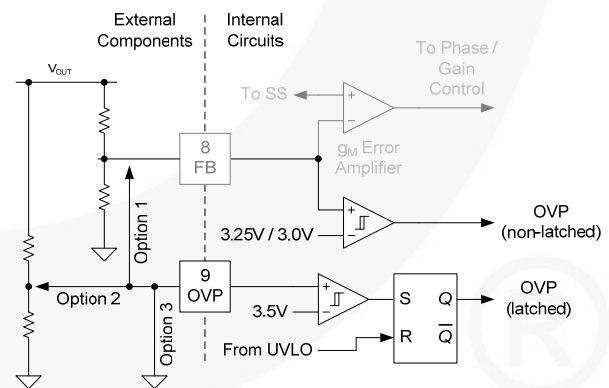 External Components
Internal Circuits
VOUT
To Phase / Gain Control
To SS
+
−
8
FB
gM Error Amplifier
Option 1
+
−
3.25V / 3.0V
OVP (non-latched)
9
OVP
Option 2
Option 3
+
−
3.5V
S Q
R Q̅
OVP (latched)
From UVLO
R